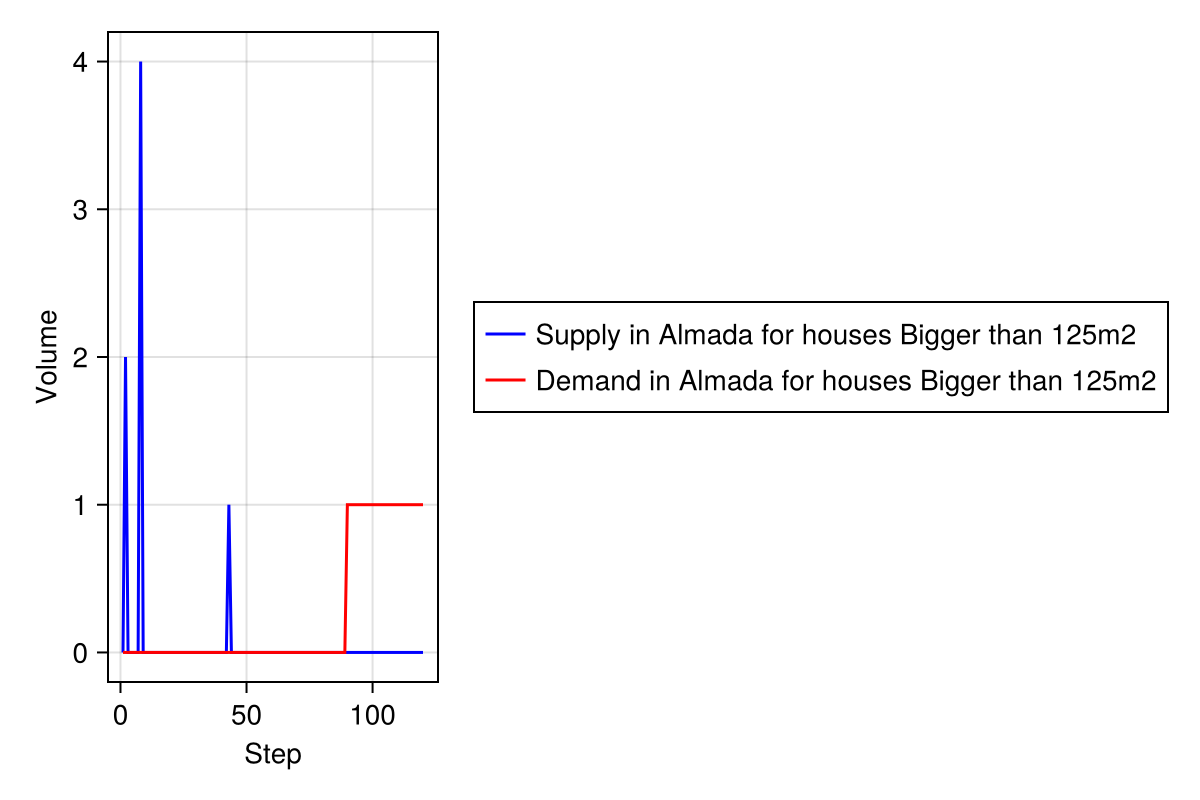 4
3
2
1
0
Volume
0 50 100
Step
Supply in Almada for houses Bigger than 125m2
Demand in Almada for houses Bigger than 125m2